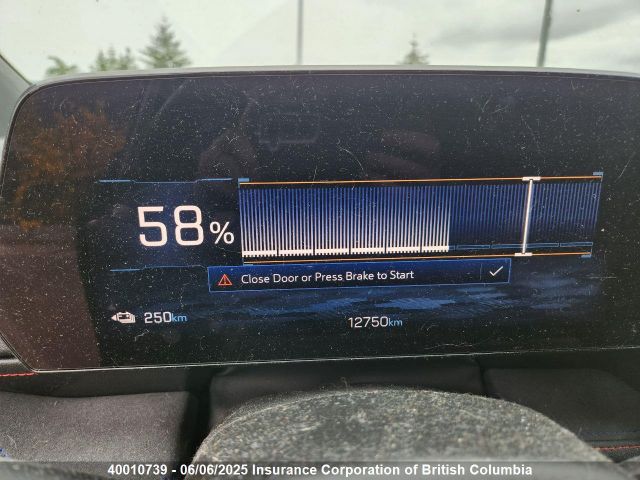 58%
Close Door or Press Brake to Start
250km
12750km
40010739 - 06/06/2025 Insurance Corporation of British Columbia